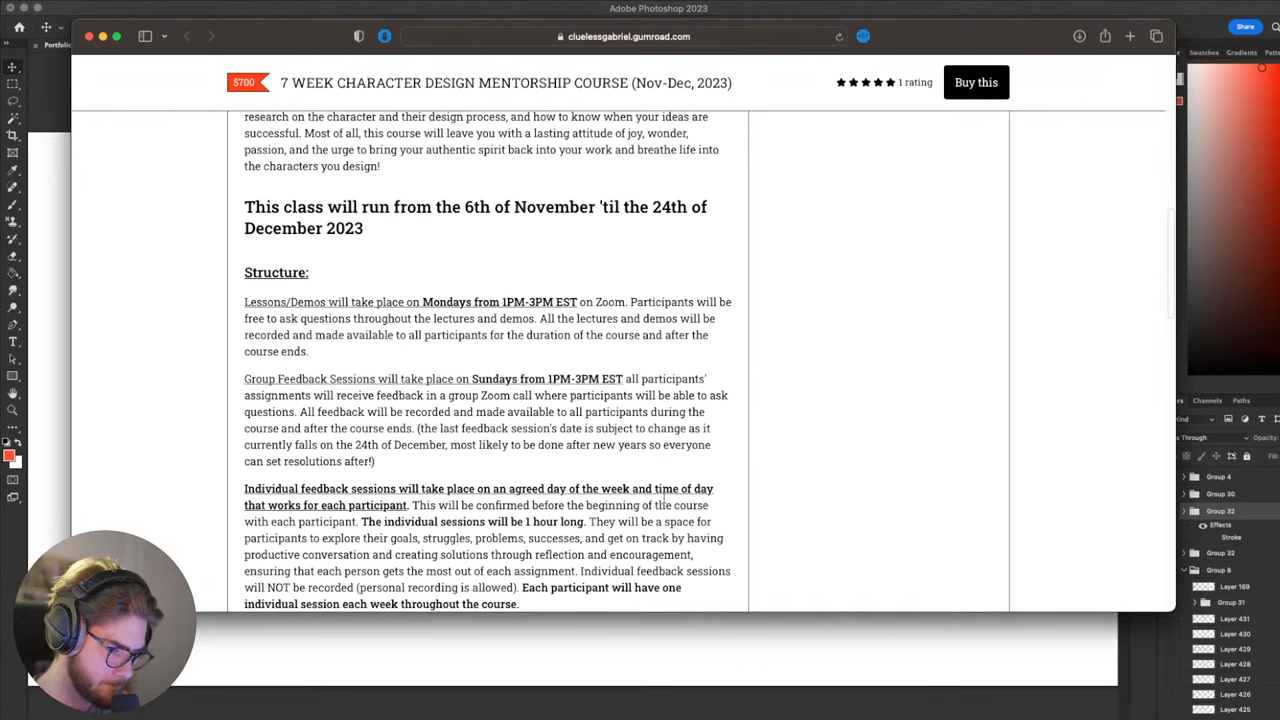 Adobe Photoshop 2023
Share
Portfolio
cluelessgabriel.gumroad.com
$700
7 WEEK CHARACTER DESIGN MENTORSHIP COURSE (Nov-Dec, 2023)
1 rating
Buy this
research on the character and their design process, and how to know when your ideas are
successful. Most of all, this course will leave you with a lasting attitude of joy, wonder,
passion, and the urge to bring your authentic spirit back into your work and breathe life into
the characters you design!
This class will run from the 6th of November 'til the 24th of
December 2023
Structure:
Lessons/Demos will take place on Mondays from 1PM-3PM EST on Zoom. Participants will be
free to ask questions throughout the lectures and demos. All the lectures and demos will be
recorded and made available to all participants for the duration of the course and after the
course ends.
Group Feedback Sessions will take place on Sundays from 1PM-3PM EST all participants'
assignments will receive feedback in a group Zoom call where participants will be able to ask
questions. All feedback will be recorded and made available to all participants during the
course and after the course ends. (the last feedback session's date is subject to change as it
currently falls on the 24th of December, most likely to be done after new years so everyone
can set resolutions after!)
Individual feedback sessions will take place on an agreed day of the week and time of day
that works for each participant. This will be confirmed before the beginning of the course
with each participant. The individual sessions will be 1 hour long. They will be a space for
participants to explore their goals, struggles, problems, successes, and get on track by having
productive conversation and creating solutions through reflection and encouragement,
ensuring that each person gets the most out of each assignment. Individual feedback sessions
will NOT be recorded (personal recording is allowed). Each participant will have one
individual session each week throughout the course.
Swatches
Gradients
Channels
Paths
Opacity:
Group 4
Group 30
Group 32
Effects
Stroke
Group 32
Group 8
Layer 169
Group 31
Layer 431
Layer 430
Layer 429
Layer 428
Layer 427
Layer 426
Layer 425